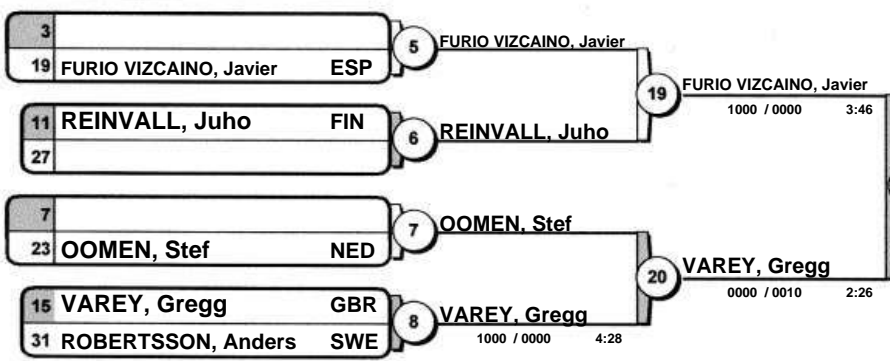 3
19 FURIO VIZCAINO, Javier ESP
5 FURIO VIZCAINO, Javier
11 REINVALL, Juho FIN
27
6 REINVALL, Juho
19 FURIO VIZCAINO, Javier
1000 / 0000 3:46
7
23 OOMEN, Stef NED
7 OOMEN, Stef
15 VAREY, Gregg GBR
31 ROBERTSSON, Anders SWE
8 VAREY, Gregg
1000 / 0000 4:28
20 VAREY, Gregg
0000 / 0010 2:26